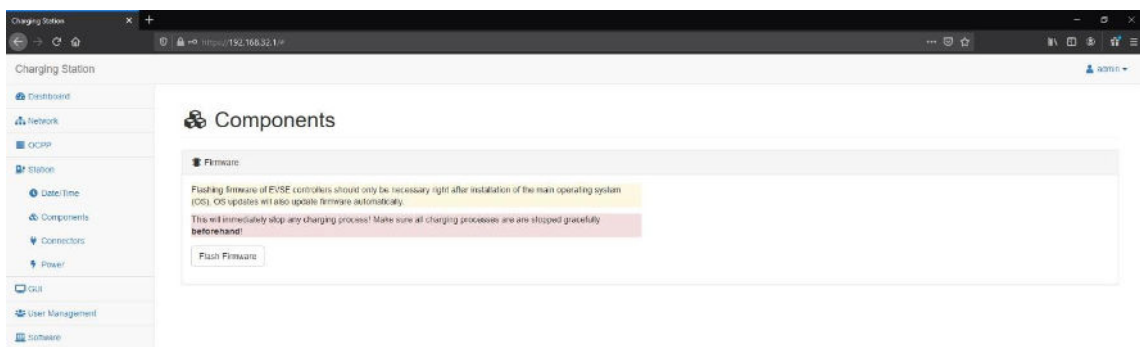 Charging Station
https://192.168.32.1/#
Charging Station
admin
Dashboard
Network
OCPP
Station
Date/Time
Components
Connectors
Power
GUI
User Management
Software
Components
Firmware
Flashing firmware of EVSE controllers should only be necessary right after installation of the main operating system
(OS). OS updates will also update firmware automatically.
This will immediately stop any charging process! Make sure all charging processes are are stopped gracefully
beforehand!
Flash Firmware